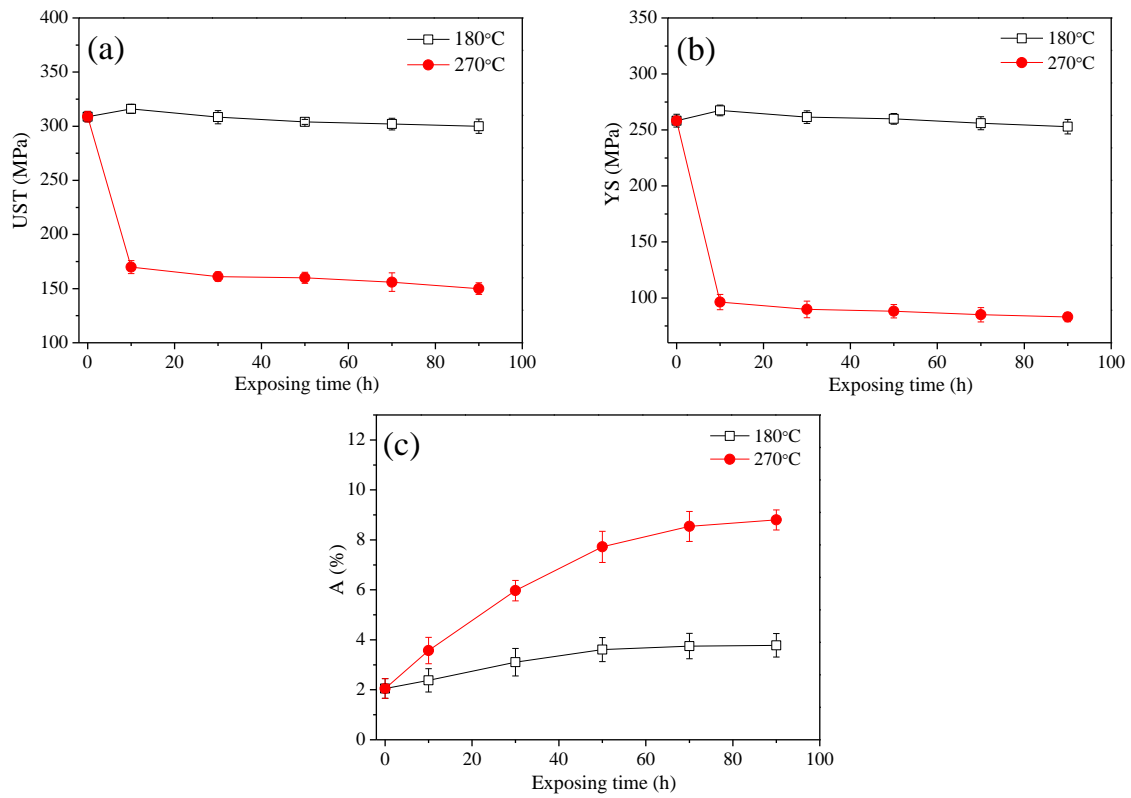 (a)
180°C
270°C
UST (MPa)
400
350
300
250
200
150
100
0 20 40 60 80 100
Exposing time (h)
(b)
180°C
270°C
YS (MPa)
350
300
250
200
150
100
0 20 40 60 80 100
Exposing time (h)
(c)
180°C
270°C
A (%)
12
10
8
6
4
2
0
0 20 40 60 80 100
Exposing time (h)